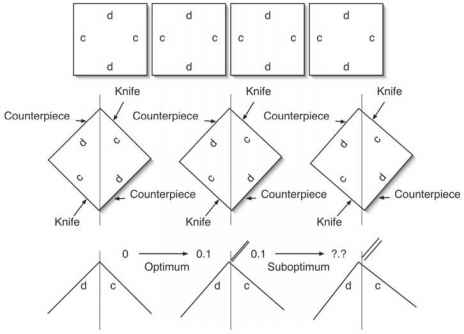 d d d d
c c c c c c c c
d d d d
Knife Knife Knife
Counterpiece Counterpiece Counterpiece
d c d c d c
c d c d c d
Counterpiece Counterpiece Counterpiece
Knife Knife Knife
0 0.1 0.1 ?.?
Optimum Suboptimum
d c d c d c